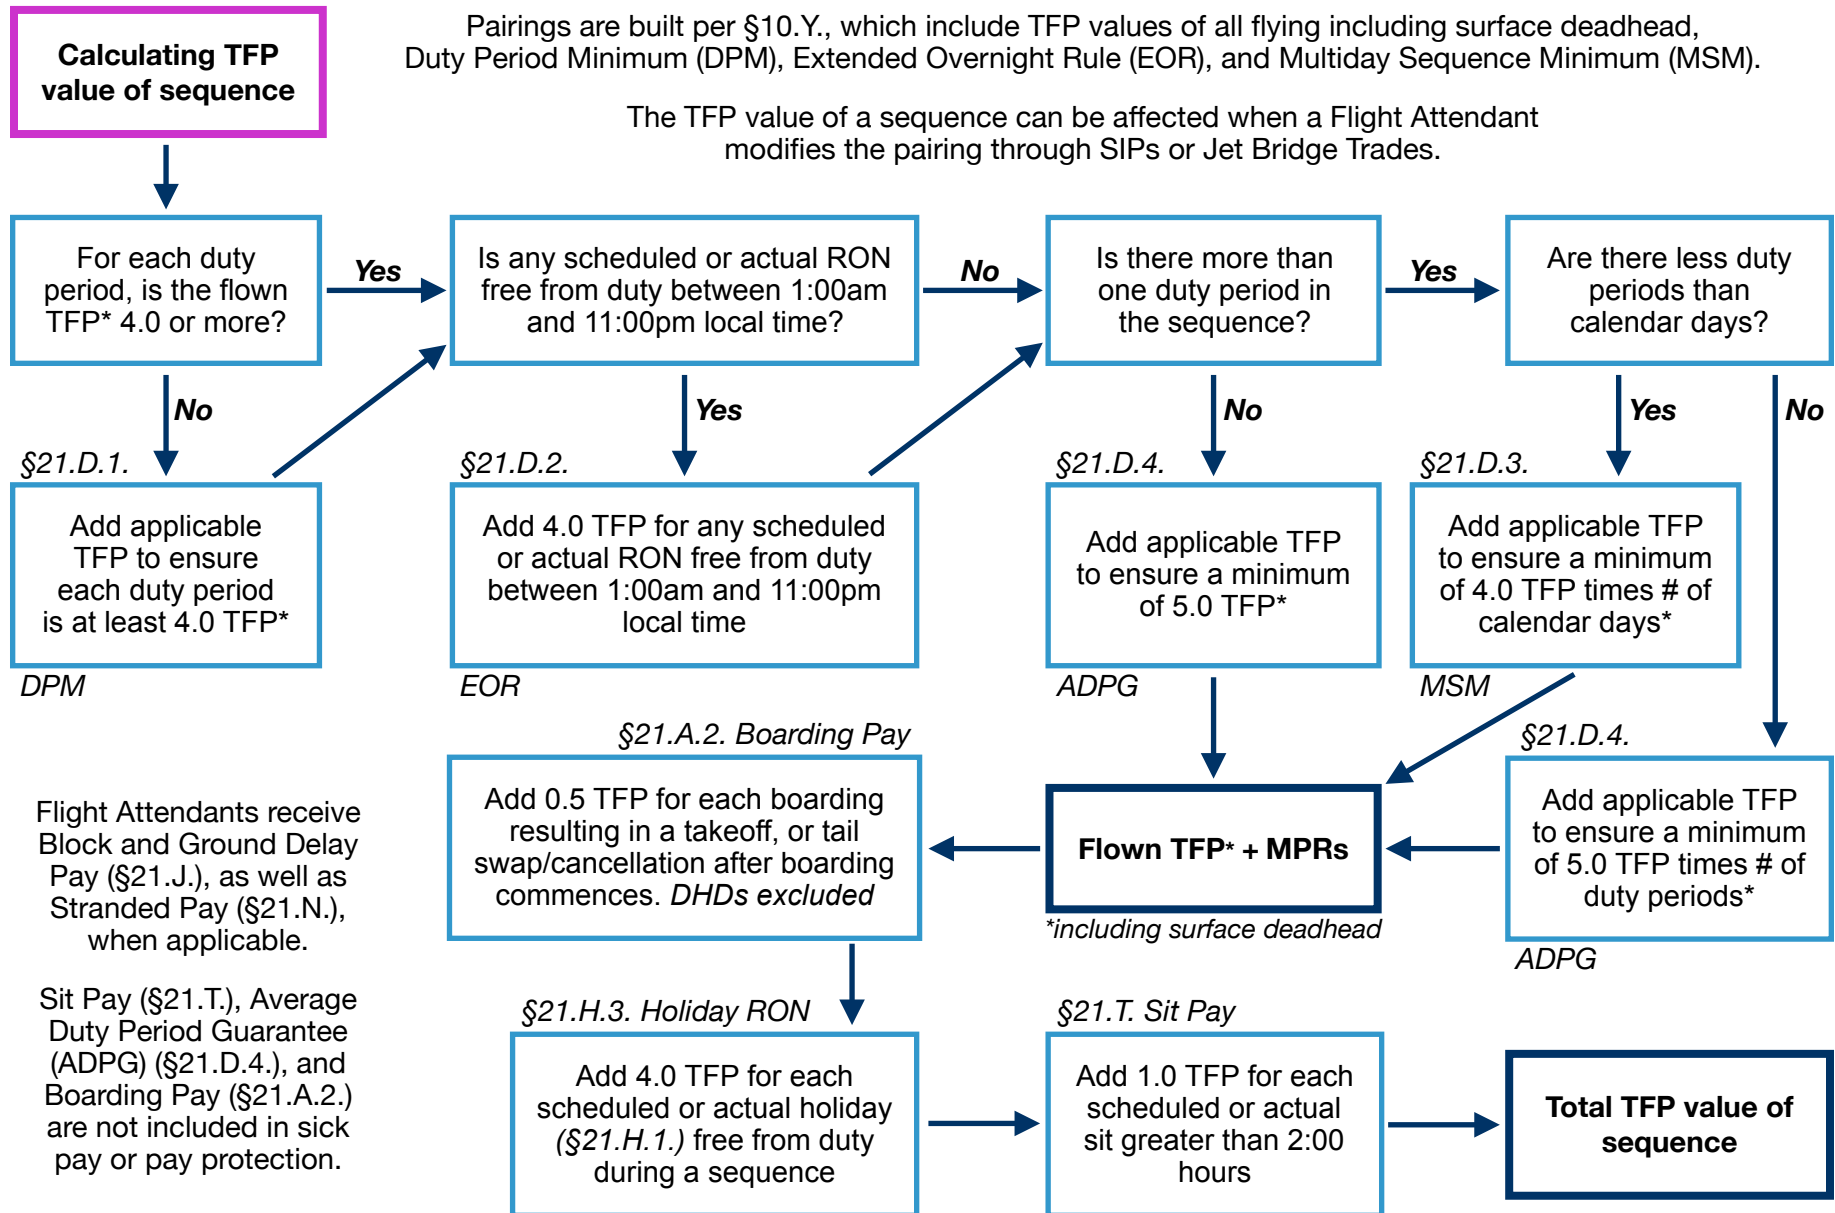 Calculating TFP
value of sequence
Pairings are built per §10.Y., which include TFP values of all flying including surface deadhead,
Duty Period Minimum (DPM), Extended Overnight Rule (EOR), and Multiday Sequence Minimum (MSM).
The TFP value of a sequence can be affected when a Flight Attendant
modifies the pairing through SIPs or Jet Bridge Trades.
For each duty
period, is the flown
TFP* 4.0 or more?
Yes
Is any scheduled or actual RON
free from duty between 1:00am
and 11:00pm local time?
No
Is there more than
one duty period in
the sequence?
Yes
Are there less duty
periods than
calendar days?
No
Yes
No
Yes
No
§21.D.1.
Add applicable
TFP to ensure
each duty period
is at least 4.0 TFP*
DPM
§21.D.2.
Add 4.0 TFP for any scheduled
or actual RON free from duty
between 1:00am and 11:00pm
local time
EOR
§21.D.4.
Add applicable TFP
to ensure a minimum
of 5.0 TFP*
ADPG
§21.D.3.
Add applicable TFP
to ensure a minimum
of 4.0 TFP times # of
calendar days*
MSM
§21.D.4.
Add applicable TFP
to ensure a minimum
of 5.0 TFP times # of
duty periods*
ADPG
Flown TFP* + MPRs
*including surface deadhead
§21.A.2. Boarding Pay
Add 0.5 TFP for each boarding
resulting in a takeoff, or tail
swap/cancellation after boarding
commences. DHDs excluded
Flight Attendants receive
Block and Ground Delay
Pay (§21.J.), as well as
Stranded Pay (§21.N.),
when applicable.
Sit Pay (§21.T.), Average
Duty Period Guarantee
(ADPG) (§21.D.4.), and
Boarding Pay (§21.A.2.)
are not included in sick
pay or pay protection.
§21.H.3. Holiday RON
Add 4.0 TFP for each
scheduled or actual holiday
(§21.H.1.) free from duty
during a sequence
§21.T. Sit Pay
Add 1.0 TFP for each
scheduled or actual
sit greater than 2:00
hours
Total TFP value of
sequence